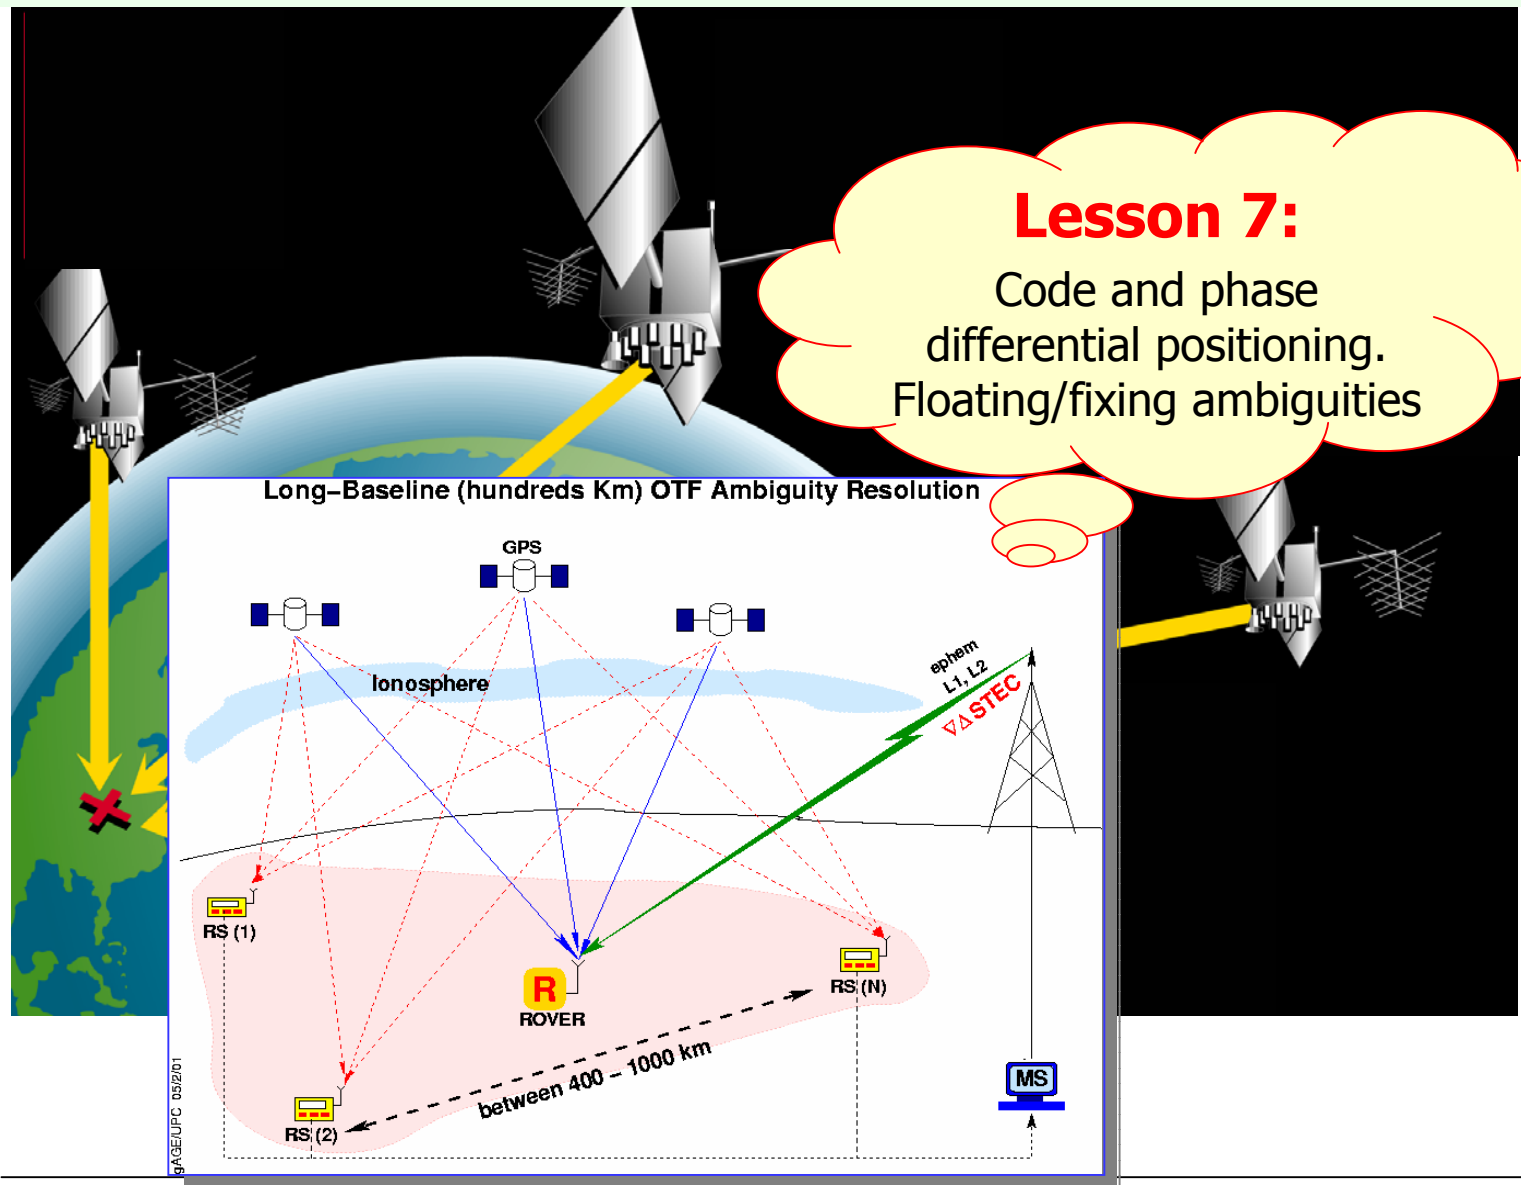 Lesson 7:
Code and phase
differential positioning.
Floating/fixing ambiguities
Long-Baseline (hundreds Km) OTF Ambiguity Resolution
GPS
Ionosphere
ephem
L1, L2
∇ΔSTEC
RS (1)
R
ROVER
RS (N)
between 400 - 1000 km
RS (2)
MS
gAGE/UPC 05/2/01